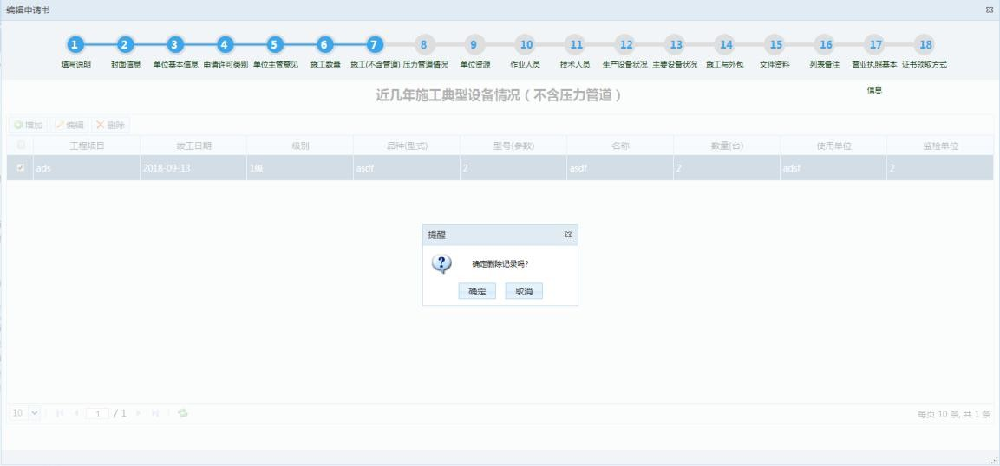 编辑申请书
1 2 3 4 5 6 7 8 9 10 11 12 13 14 15 16 17 18
填写说明 封面信息 单位基本信息 申请许可类别 单位主管意见 施工数量 施工(不含管道) 压力管道情况 单位资源 作业人员 技术人员 生产设备状况 主要设备状况 施工与外包 文件资料 列表备注 营业执照基本信息 证书领取方式
近几年施工典型设备情况（不含压力管道）
增加 编辑 删除
工程项目 竣工日期 级别 品种(型式) 型号(参数) 名称 数量(台) 使用单位 监检单位
ads 2018-09-13 1级 asdf 2 asdf 2 adsf 2
提醒
确定删除记录吗?
确定 取消
10 1 / 1 每页 10 条, 共 1 条